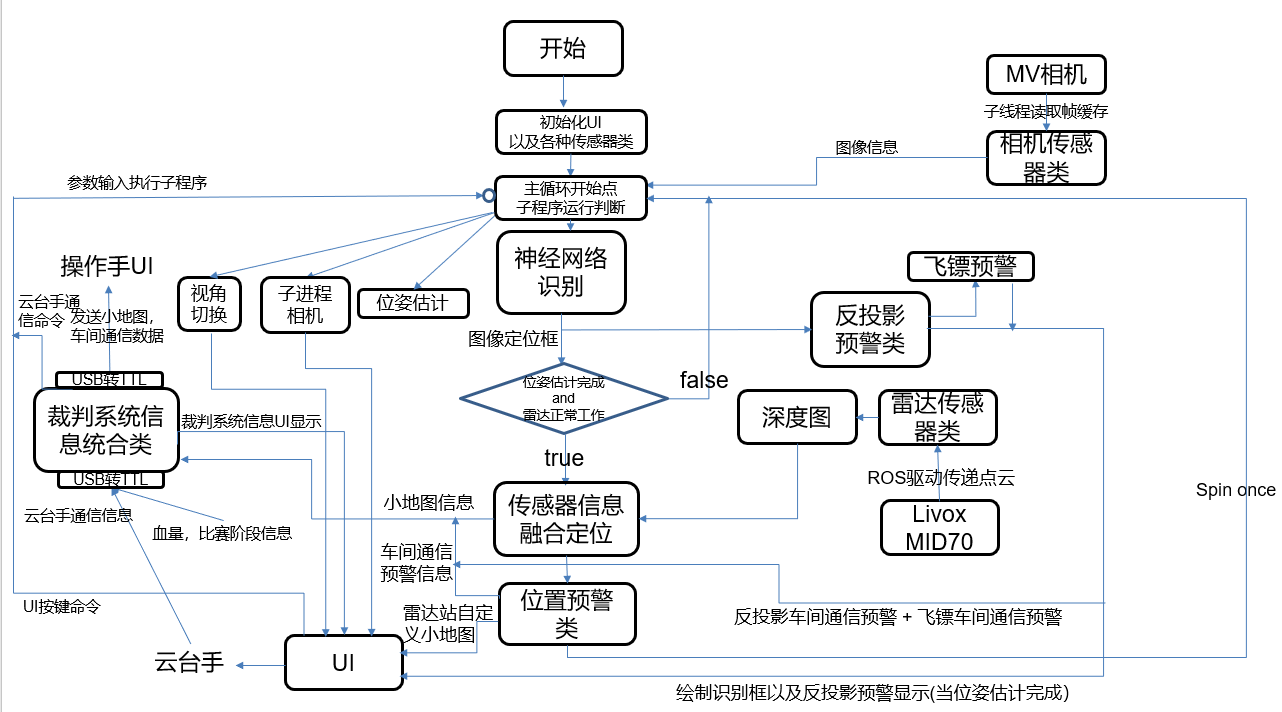 开始
MV相机
子线程读取帧缓存
初始化UI
以及各种传感器类
相机传感
器类
图像信息
参数输入执行子程序
主循环开始点
子程序运行判断
神经网络
识别
操作手UI
飞镖预警
视角
切换
子进程
相机
位姿估计
云台手通
信命令
发送小地图，
车间通信数据
反投影
预警类
图像定位框
USB转TTL
位姿估计完成
and
雷达正常工作
false
裁判系统信
息统合类
裁判系统信息UI显示
深度图
雷达传感
器类
true
USB转TTL
ROS驱动传递点云
Spin once
小地图信息
传感器信息
融合定位
Livox
MID70
云台手通信信息
血量，比赛阶段信息
车间通信
预警信息
位置预警
类
UI按键命令
雷达站自定
义小地图
反投影车间通信预警 + 飞镖车间通信预警
云台手
UI
绘制识别框以及反投影预警显示(当位姿估计完成)